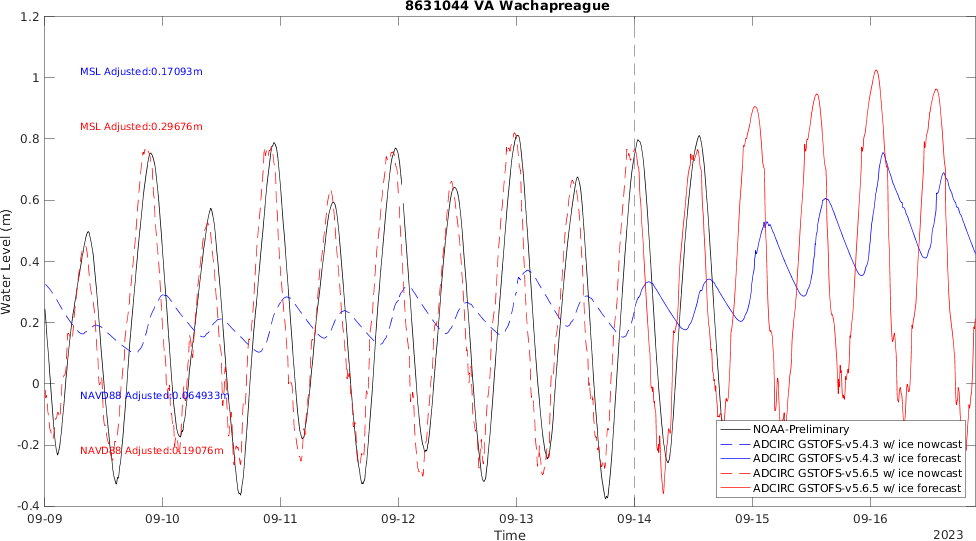 8631044 VA Wachapreague
1.2
1
0.8
0.6
0.4
0.2
0
-0.2
-0.4
Water Level (m)
MSL Adjusted:0.17093m
MSL Adjusted:0.29676m
NAVD88 Adjusted:0.064933m
NAVD88 Adjusted:0.19076m
NOAA-Preliminary
ADCIRC GSTOFS-v5.4.3 w/ ice nowcast
ADCIRC GSTOFS-v5.4.3 w/ ice forecast
ADCIRC GSTOFS-v5.6.5 w/ ice nowcast
ADCIRC GSTOFS-v5.6.5 w/ ice forecast
09-09 09-10 09-11 09-12 09-13 09-14 09-15 09-16
Time
2023